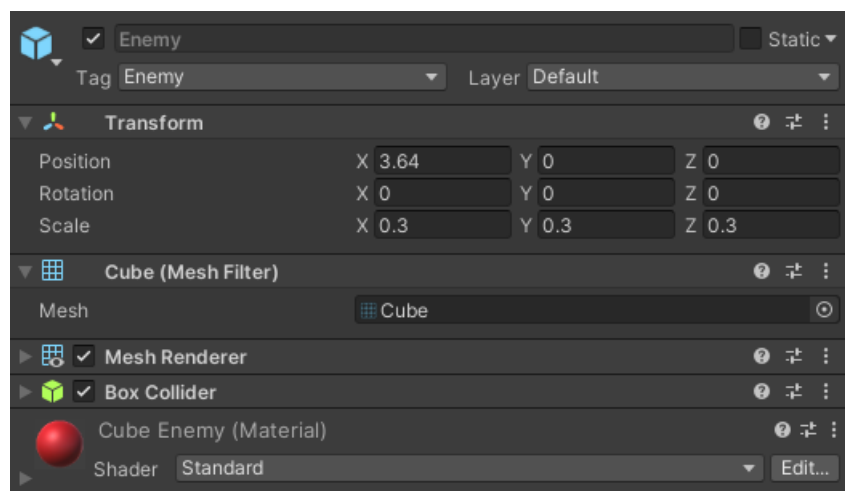 Enemy Static
Tag Enemy Layer Default
Transform
Position X 3.64 Y 0 Z 0
Rotation X 0 Y 0 Z 0
Scale X 0.3 Y 0.3 Z 0.3
Cube (Mesh Filter)
Mesh Cube
Mesh Renderer
Box Collider
Cube Enemy (Material)
Shader Standard Edit...